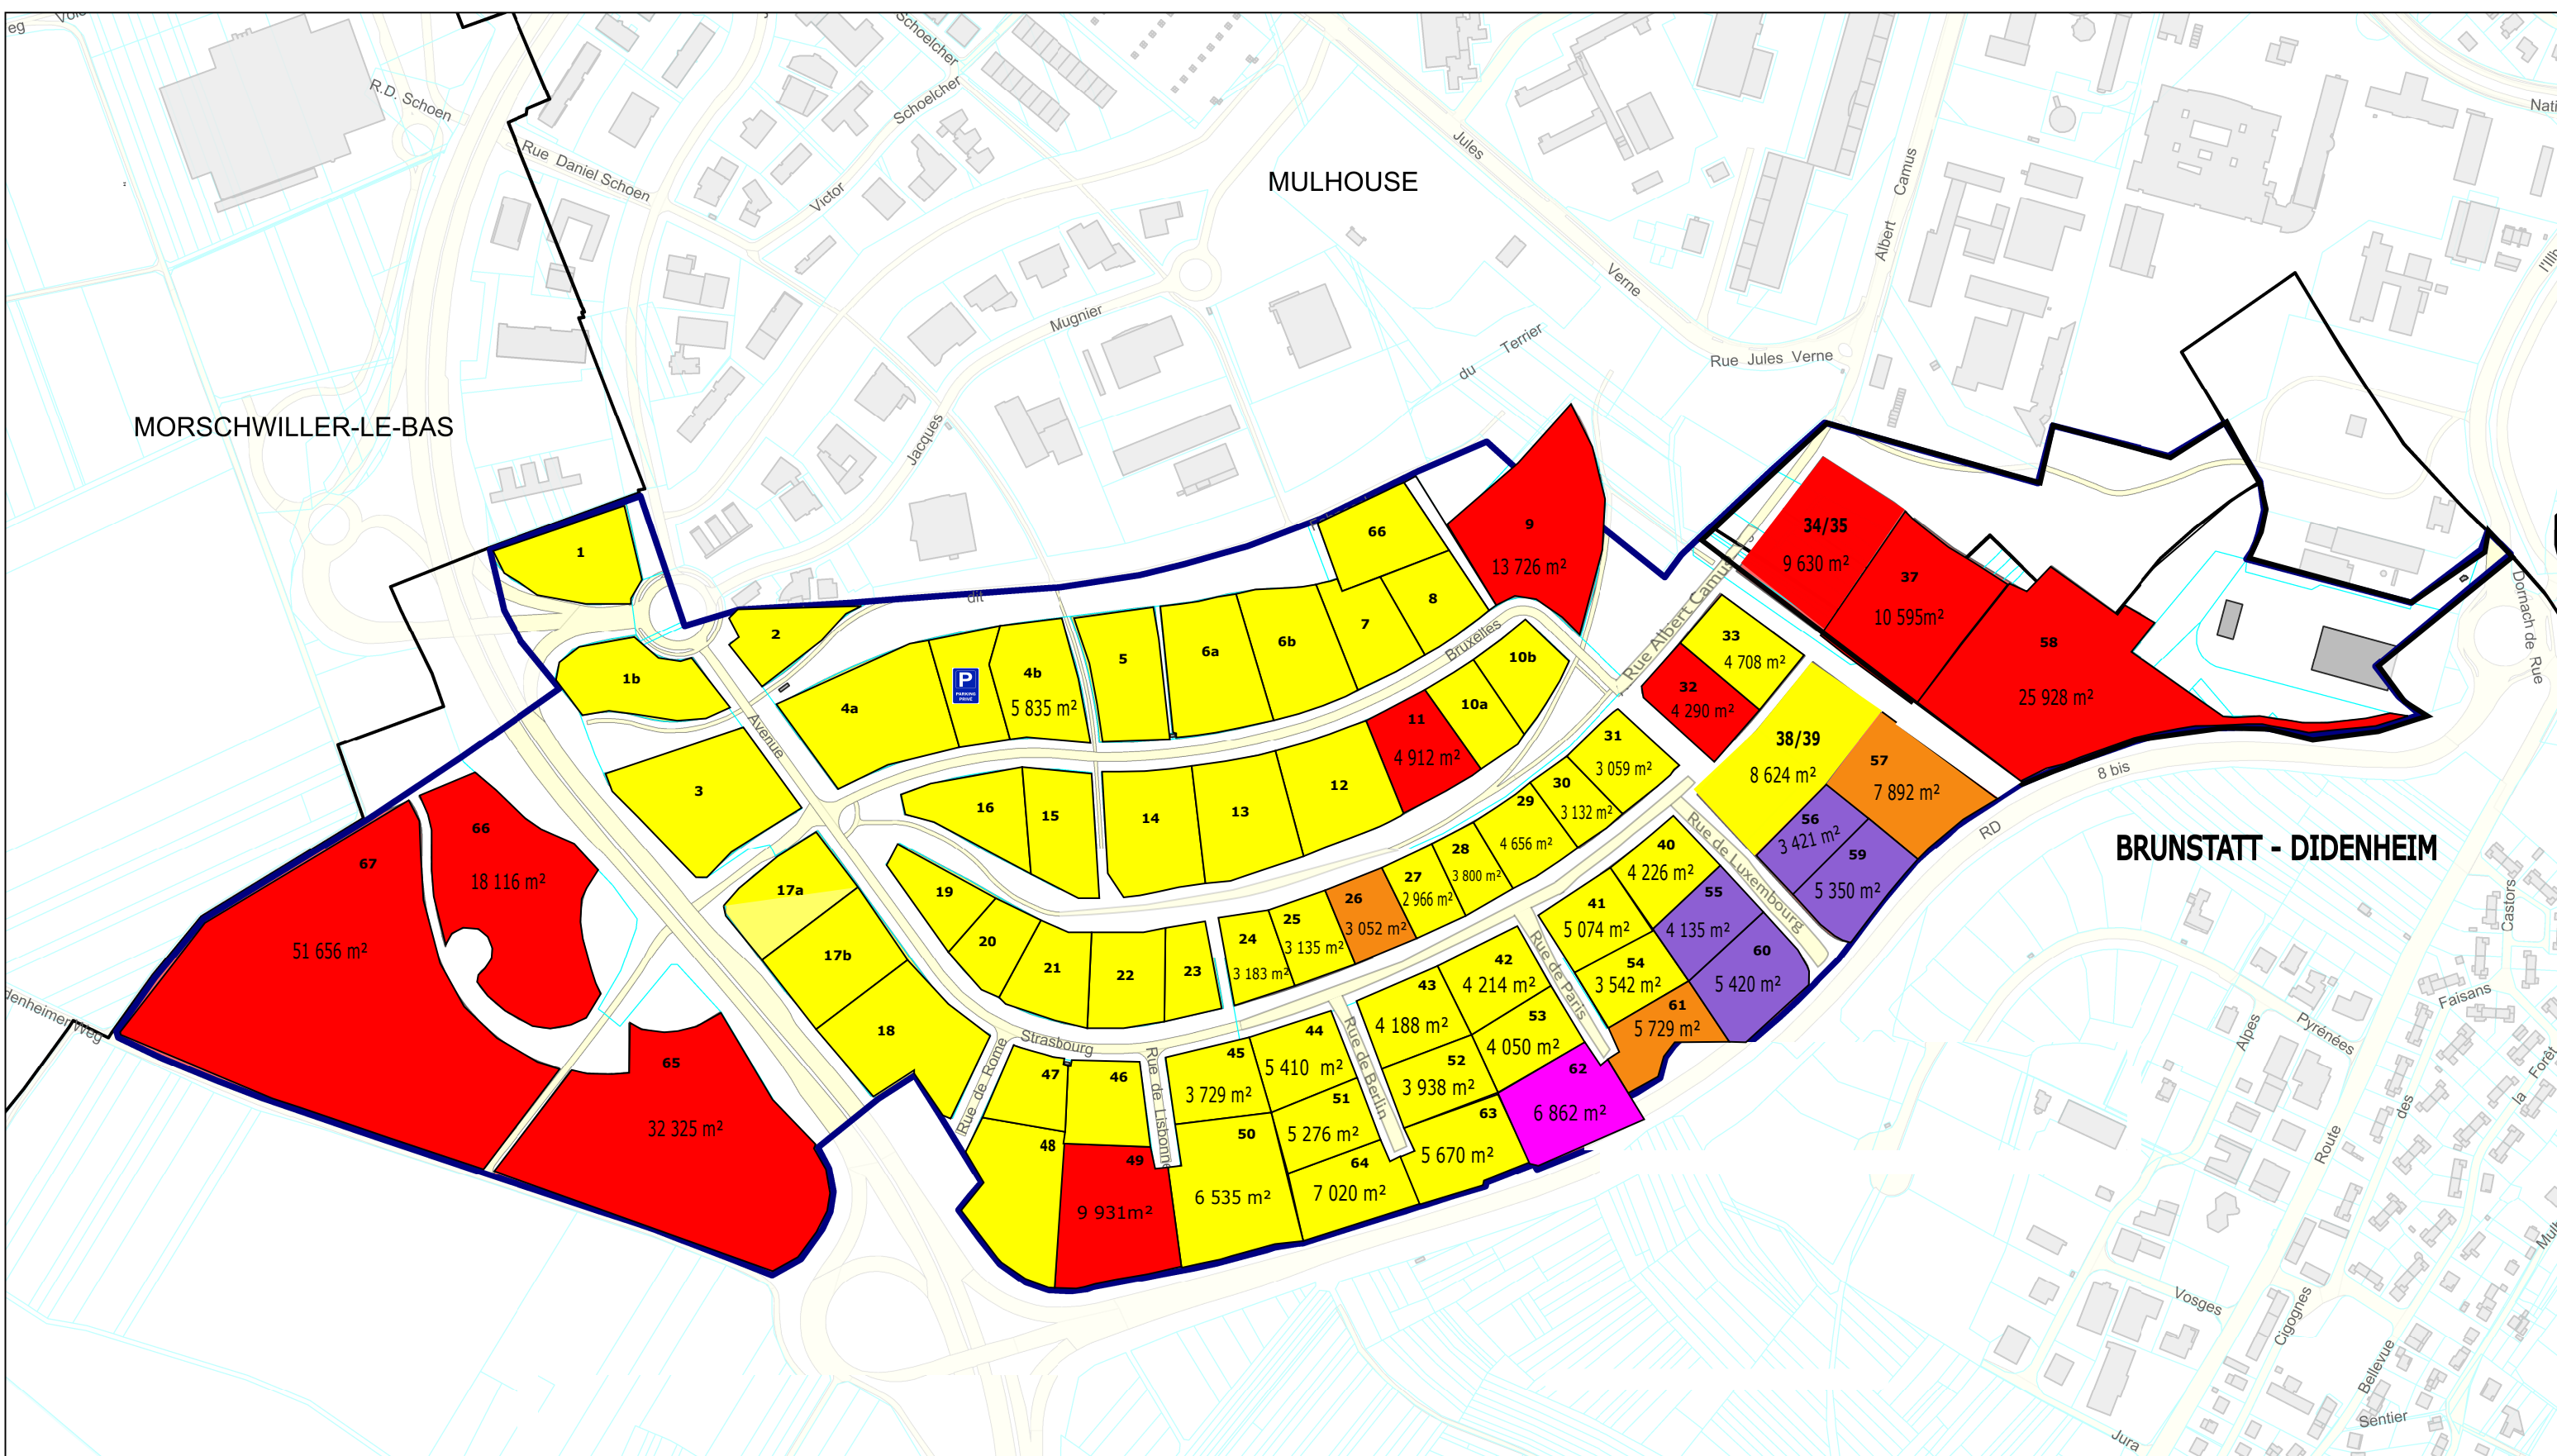 eg
R.D. Schoen
Rue Daniel Schoen
Victor
Schoelcher
Schoelcher
Jules
Verne
Rue Jules Verne
Albert Camus
MULHOUSE
Mugnier
Jacques
du Terrier
MORSCHWILLER-LE-BAS
dit
Dornach de Rue
1
1b
2
3
4a
P
PARKING
PRIVÉ
4b
5 835 m²
5
6a
6b
7
8
66
9
13 726 m²
Bruxelles
10b
10a
11
4 912 m²
12
13
14
15
16
Avenue
Rue Albert Camus
34/35
9 630 m²
37
10 595m²
58
25 928 m²
33
4 708 m²
32
4 290 m²
38/39
8 624 m²
57
7 892 m²
56
3 421 m²
59
5 350 m²
8 bis
RD
BRUNSTATT - DIDENHEIM
31
3 059 m²
30
3 132 m²
29
4 656 m²
28
3 800 m²
27
2 966 m²
26
3 052 m²
25
3 135 m²
24
3 183 m²
23
22
21
20
19
17a
17b
18
66
18 116 m²
67
51 656 m²
65
32 325 m²
denheimer Weg
Rue de Luxembourg
40
4 226 m²
41
5 074 m²
55
4 135 m²
60
5 420 m²
54
3 542 m²
61
5 729 m²
Rue de Paris
42
4 214 m²
43
4 188 m²
53
4 050 m²
52
3 938 m²
62
6 862 m²
63
5 670 m²
Rue de Berlin
44
5 410 m²
45
3 729 m²
51
5 276 m²
50
6 535 m²
64
7 020 m²
Strasbourg
Rue de Rome
Rue de Lisbonne
47
46
48
49
9 931m²
Castors
Faisans
Alpes
Pyrénées
Forêt
la
des
Route
Vosges
Cigognes
Bellevue
Sentier
Jura